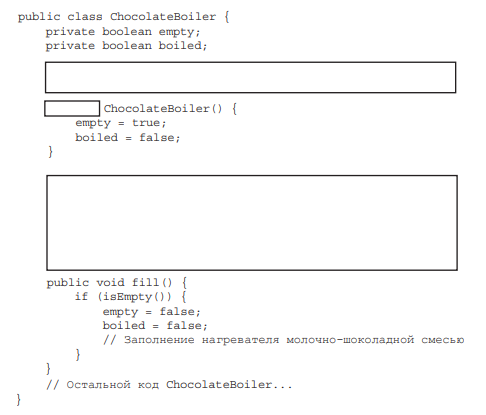 public class ChocolateBoiler {
    private boolean empty;
    private boolean boiled;
    ChocolateBoiler() {
        empty = true;
        boiled = false;
    }
    public void fill() {
        if (isEmpty()) {
            empty = false;
            boiled = false;
            // Заполнение нагревателя молочно-шоколадной смесью
        }
    }
    // Остальной код ChocolateBoiler...
}